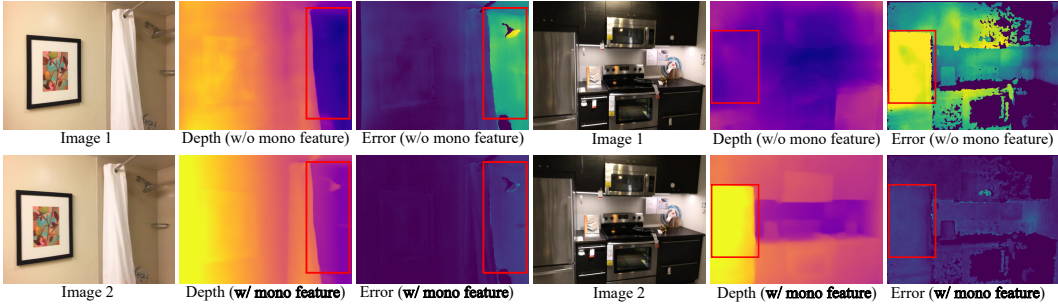 Image 1 Depth (w/o mono feature) Error (w/o mono feature) Image 1 Depth (w/o mono feature) Error (w/o mono feature)
Image 2 Depth (w/ mono feature) Error (w/ mono feature) Image 2 Depth (w/ mono feature) Error (w/ mono feature)